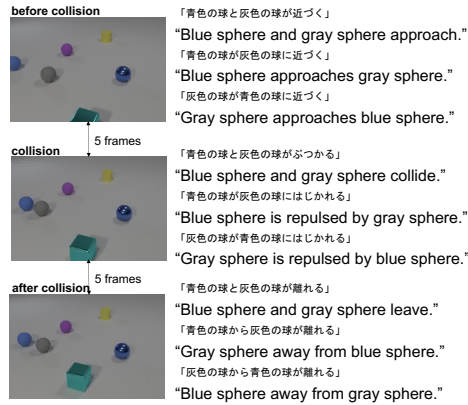 before collision
「青色の球と灰色の球が近づく」
“Blue sphere and gray sphere approach.”
「青色の球が灰色の球に近づく」
“Blue sphere approaches gray sphere.”
「灰色の球が青色の球に近づく」
“Gray sphere approaches blue sphere.”
5 frames
collision
「青色の球と灰色の球がぶつかる」
“Blue sphere and gray sphere collide.”
「青色の球が灰色の球にはじかれる」
“Blue sphere is repulsed by gray sphere.”
「灰色の球が青色の球にはじかれる」
“Gray sphere is repulsed by blue sphere.”
5 frames
after collision
「青色の球と灰色の球が離れる」
“Blue sphere and gray sphere leave.”
「青色の球から灰色の球が離れる」
“Gray sphere away from blue sphere.”
「灰色の球から青色の球が離れる」
“Blue sphere away from gray sphere.”